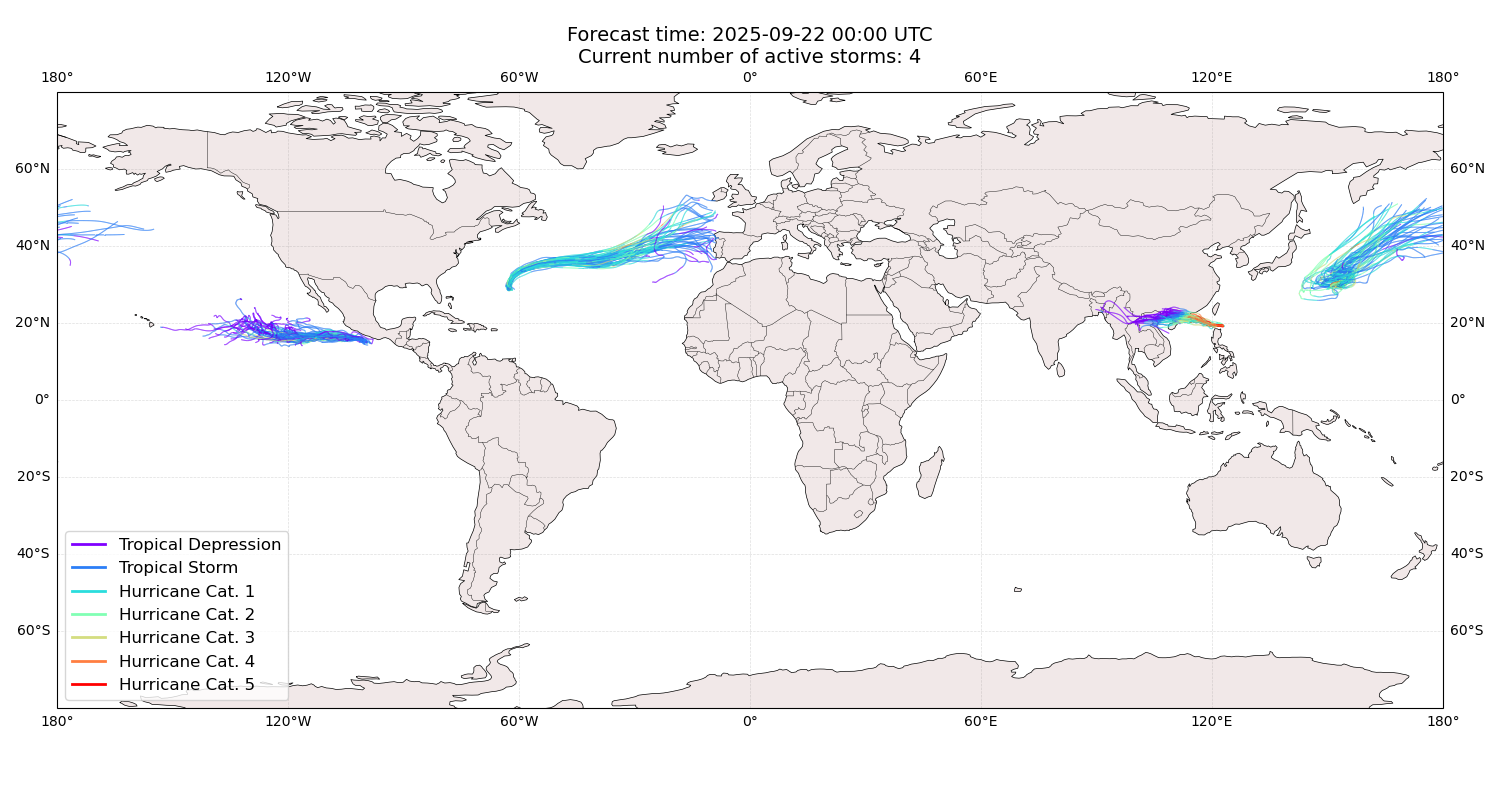 Forecast time: 2025-09-22 00:00 UTC
Current number of active storms: 4
180° 120°W 60°W 0° 60°E 120°E 180°
60°N 60°N
40°N 40°N
20°N 20°N
0° 0°
20°S 20°S
40°S 40°S
60°S 60°S
Tropical Depression
Tropical Storm
Hurricane Cat. 1
Hurricane Cat. 2
Hurricane Cat. 3
Hurricane Cat. 4
Hurricane Cat. 5
180° 120°W 60°W 0° 60°E 120°E 180°